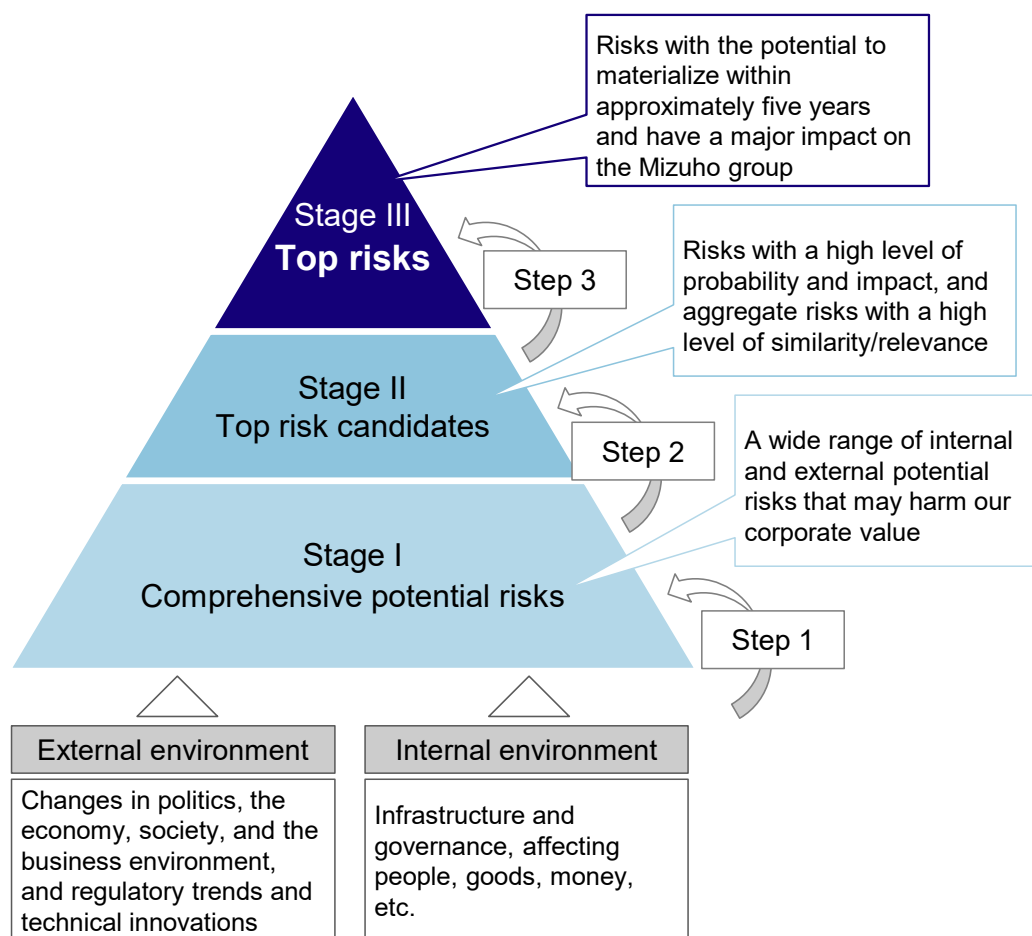 Risks with the potential to
materialize within
approximately five years
and have a major impact on
the Mizuho group
Stage III
Top risks
Step 3
Risks with a high level of
probability and impact, and
aggregate risks with a high
level of similarity/relevance
Stage II
Top risk candidates
Step 2
A wide range of internal
and external potential
risks that may harm our
corporate value
Stage I
Comprehensive potential risks
Step 1
External environment
Changes in politics, the
economy, society, and the
business environment,
and regulatory trends and
technical innovations
Internal environment
Infrastructure and
governance, affecting
people, goods, money,
etc.